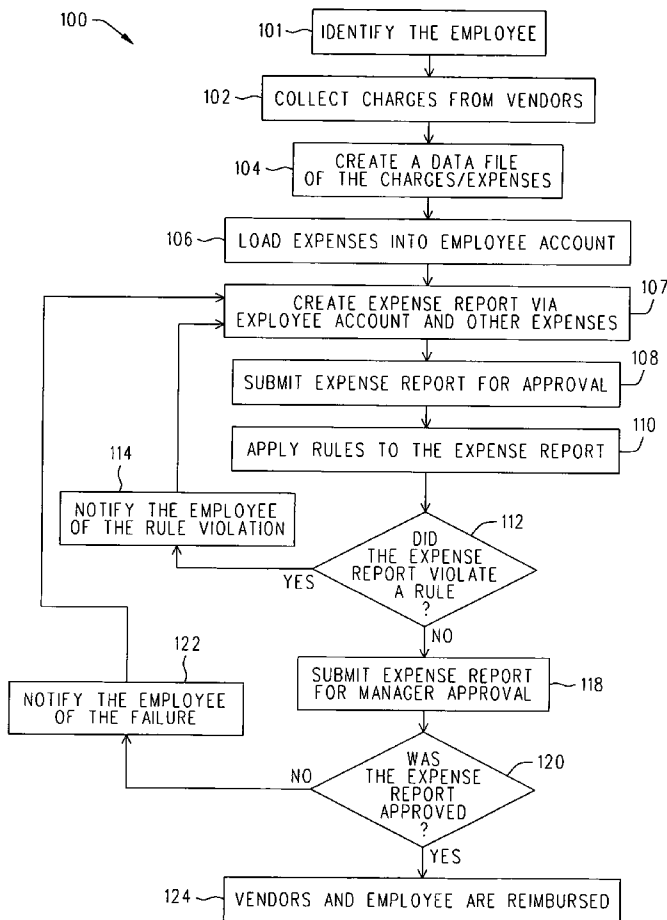 100
101
IDENTIFY THE EMPLOYEE
102
COLLECT CHARGES FROM VENDORS
104
CREATE A DATA FILE
OF THE CHARGES/EXPENSES
106
LOAD EXPENSES INTO EMPLOYEE ACCOUNT
107
CREATE EXPENSE REPORT VIA
EXPLOYEE ACCOUNT AND OTHER EXPENSES
108
SUBMIT EXPENSE REPORT FOR APPROVAL
110
APPLY RULES TO THE EXPENSE REPORT
114
NOTIFY THE EMPLOYEE
OF THE RULE VIOLATION
112
DID
THE EXPENSE
REPORT VIOLATE
A RULE
?
YES
NO
122
NOTIFY THE EMPLOYEE
OF THE FAILURE
SUBMIT EXPENSE REPORT
FOR MANAGER APPROVAL
118
120
WAS
THE EXPENSE
REPORT
APPROVED
?
NO
YES
124
VENDORS AND EMPLOYEE ARE REIMBURSED